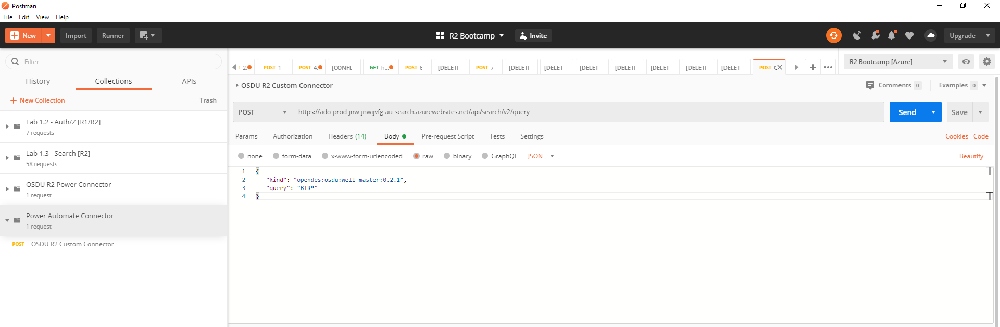 Postman
File Edit View Help
New Import Runner R2 Bootcamp Invite Upgrade
Filter
History Collections APIs
New Collection Trash
Lab 1.2 - Auth/Z [R1/R2]
7 requests
Lab 1.3 - Search [R2]
58 requests
OSDU R2 Power Connector
1 request
Power Automate Connector
1 request
POST OSDU R2 Custom Connector
2. POST 1 POST 4. [CONFL GET h... POST 6 [DELETI POST 7 [DELETI [DELETI [DELETI [DELETI [DELETI [DELETI [DELETI POST R2 Bootcamp [Azure]
OSDU R2 Custom Connector Comments 0 Examples 0
POST https://ado-prod-jnw-jnwijvfg-au-search.azurewebsites.net/api/search/v2/query Send Save
Params Authorization Headers (14) Body Pre-request Script Tests Settings Cookies Code
none form-data x-www-form-urlencoded raw binary GraphQL JSON Beautify
1 {
2 "kind": "opendes:osdu:well-master:0.2.1",
3 "query": "BIR*"
4 }